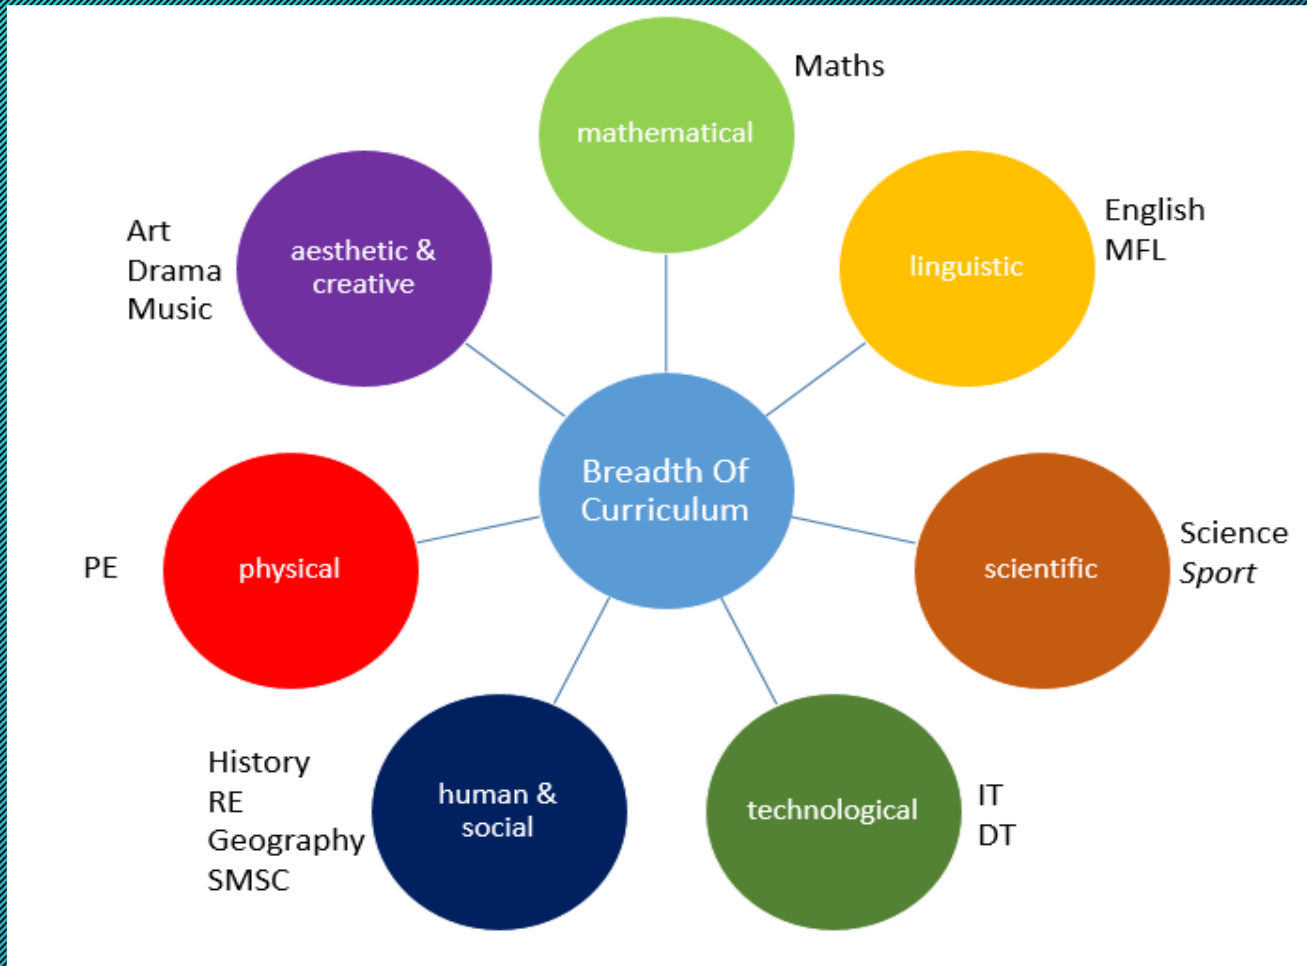 mathematical
Maths
linguistic
English
MFL
scientific
Science
Sport
technological
IT
DT
human &
social
History
RE
Geography
SMSC
physical
PE
aesthetic &
creative
Art
Drama
Music
Breadth Of
Curriculum